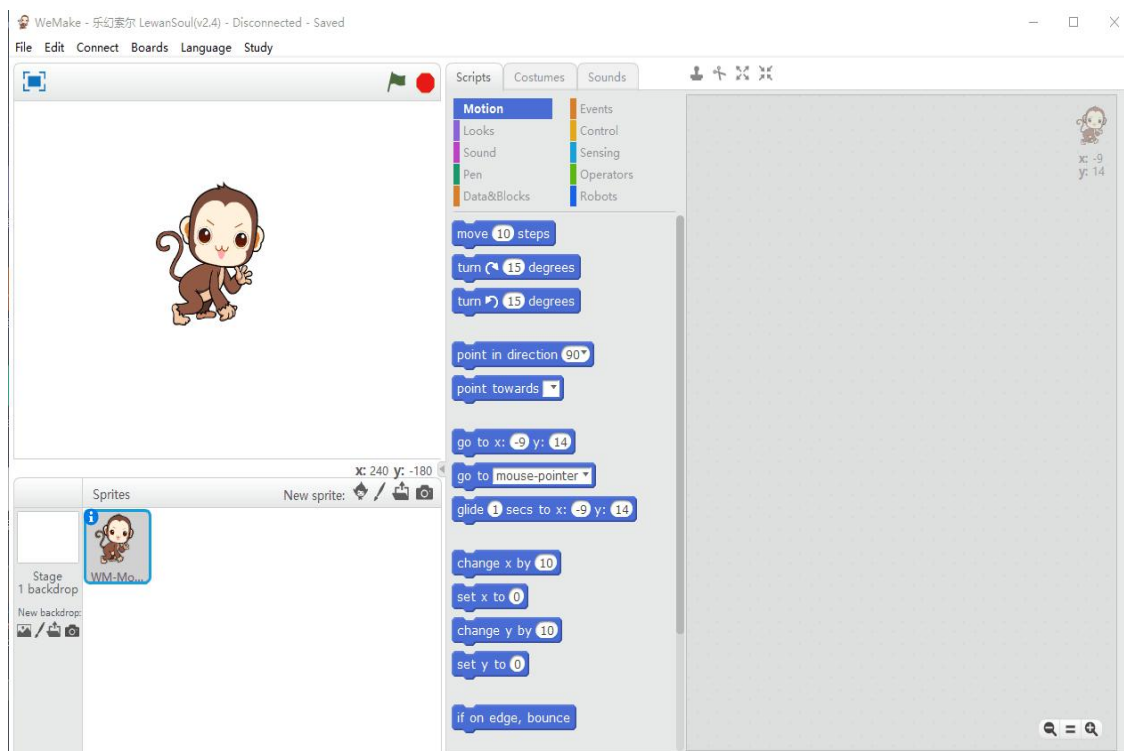 WeMake - 乐幻索尔 LewanSoul(v2.4) - Disconnected - Saved
File Edit Connect Boards Language Study
Scripts Costumes Sounds
Motion Events
Looks Control
Sound Sensing
Pen Operators
Data&Blocks Robots
x: -9
y: 14
move 10 steps
turn 15 degrees
turn 15 degrees
point in direction 90
point towards
go to x: -9 y: 14
go to mouse-pointer
glide 1 secs to x: -9 y: 14
change x by 10
set x to 0
change y by 10
set y to 0
if on edge, bounce
x: 240 y: -180
Sprites New sprite:
WM-Mo...
Stage
1 backdrop
New backdrop: